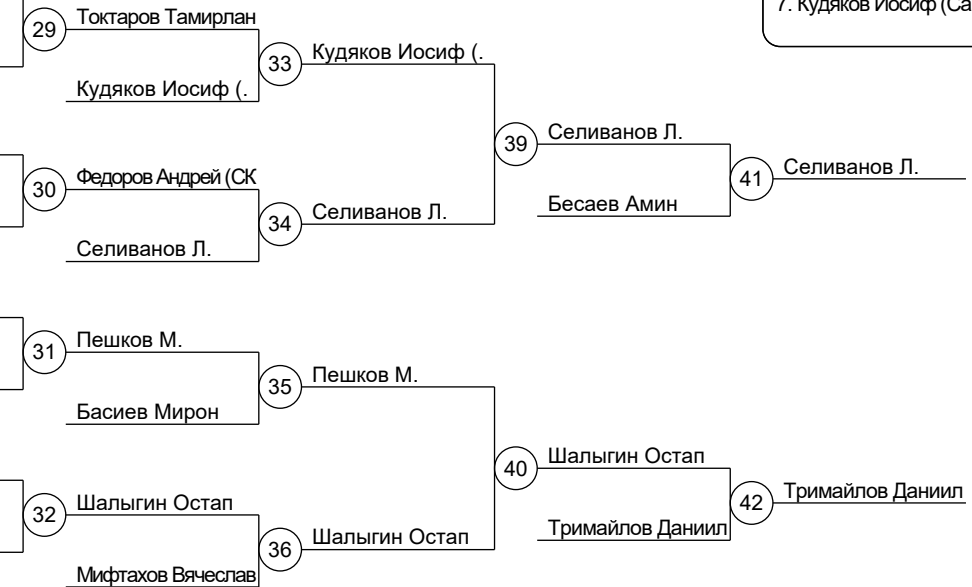 7. Кудяков Иосиф (Са
29
Токтаров Тамирлан
Кудяков Иосиф (.
33
Кудяков Иосиф (.
30
Федоров Андрей (СК
Селиванов Л.
34
Селиванов Л.
39
Селиванов Л.
Бесаев Амин
41
Селиванов Л.
31
Пешков М.
Басиев Мирон
35
Пешков М.
32
Шалыгин Остап
Мифтахов Вячеслав
36
Шалыгин Остап
40
Шалыгин Остап
Тримайлов Даниил
42
Тримайлов Даниил